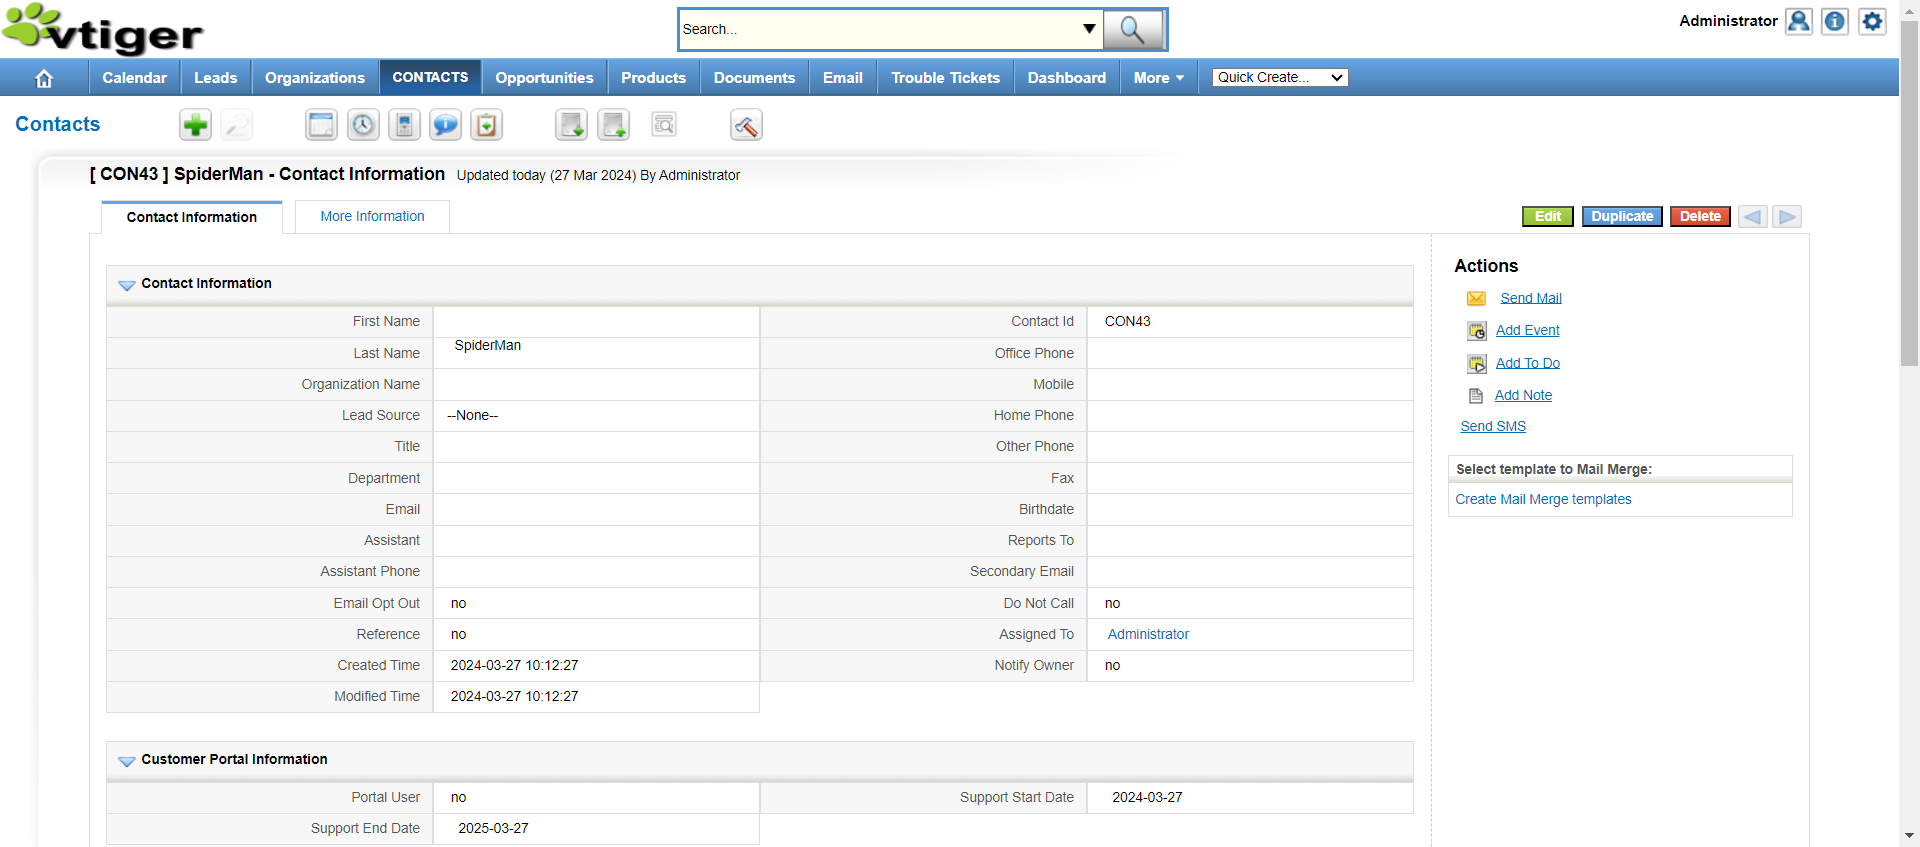 vtiger
Search...
Administrator
Calendar Leads Organizations CONTACTS Opportunities Products Documents Email Trouble Tickets Dashboard More Quick Create...
Contacts
[ CON43 ] SpiderMan - Contact Information Updated today (27 Mar 2024) By Administrator
Contact Information More Information Edit Duplicate Delete
Contact Information
First Name Contact Id CON43
Last Name SpiderMan Office Phone
Organization Name Mobile
Lead Source --None-- Home Phone
Title Other Phone
Department Fax
Email Birthdate
Assistant Reports To
Assistant Phone Secondary Email
Email Opt Out no Do Not Call no
Reference no Assigned To Administrator
Created Time 2024-03-27 10:12:27 Notify Owner no
Modified Time 2024-03-27 10:12:27
Customer Portal Information
Portal User no Support Start Date 2024-03-27
Support End Date 2025-03-27
Actions
Send Mail
Add Event
Add To Do
Add Note
Send SMS
Select template to Mail Merge:
Create Mail Merge templates